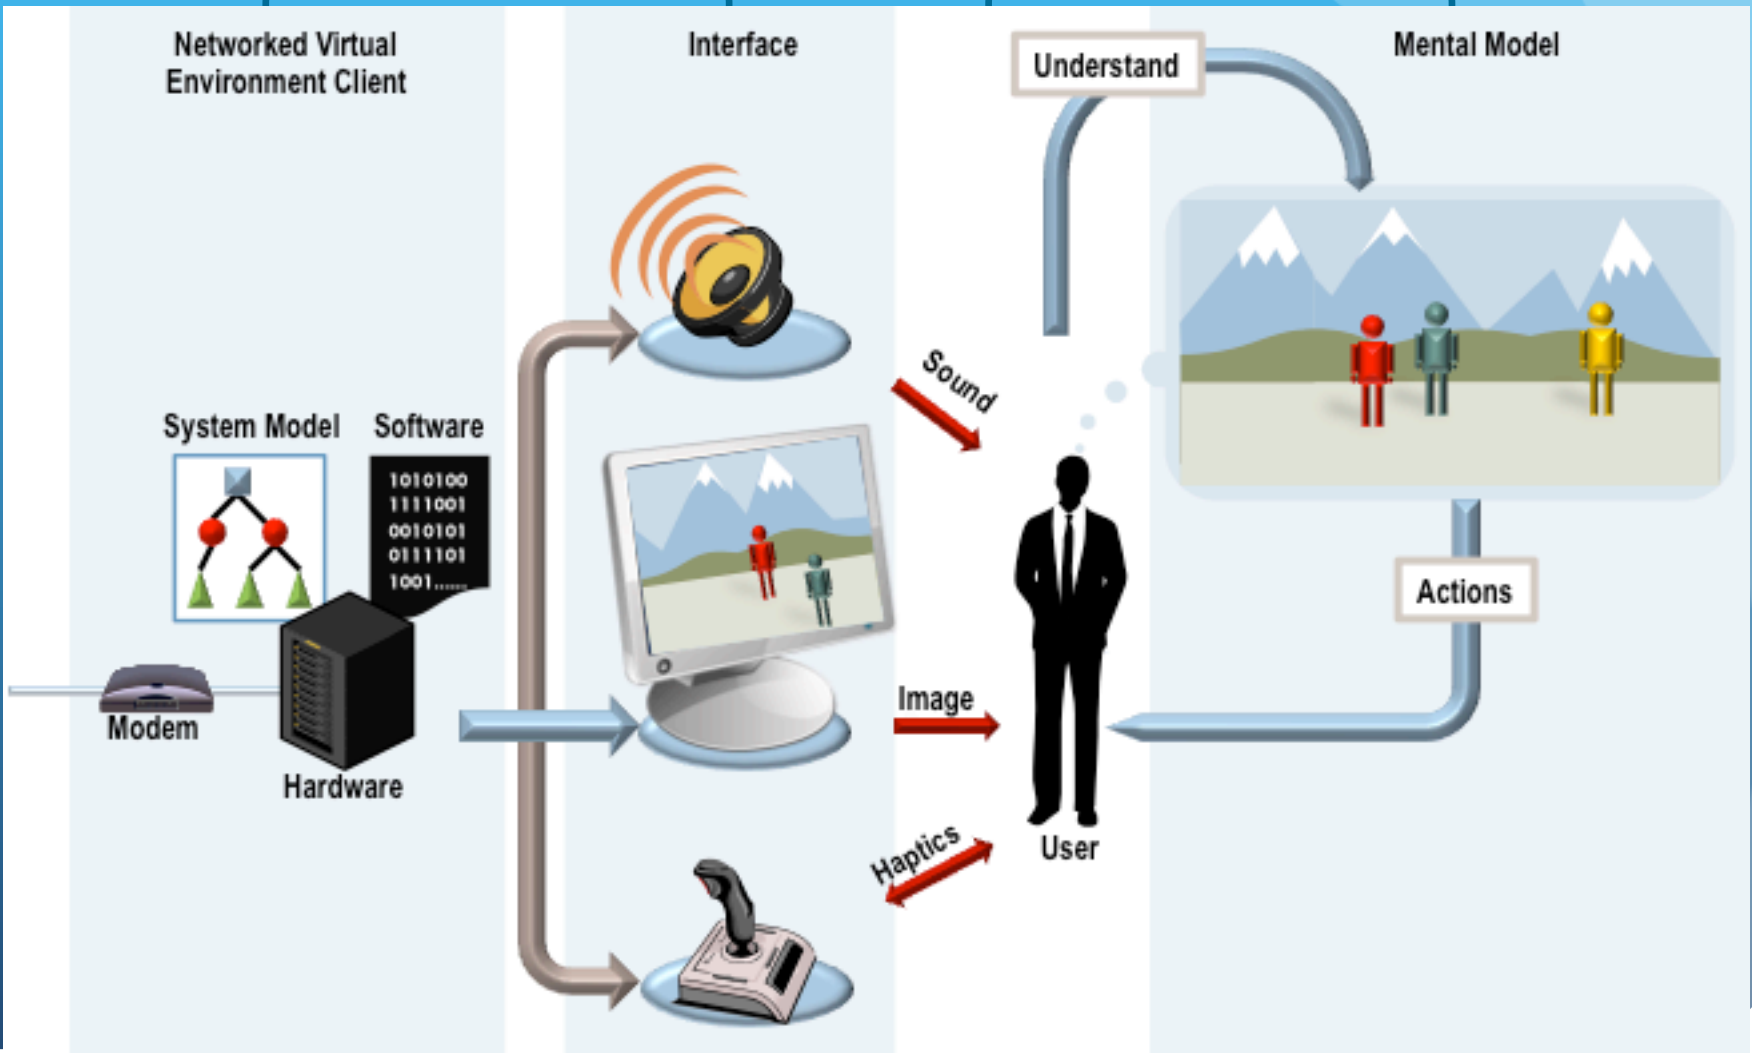 Networked Virtual
Environment Client
Interface
Understand
Mental Model
Sound
System Model
Software
1010100
1111001
0010101
0111101
1001......
Modem
Hardware
Image
Actions
Haptics
User